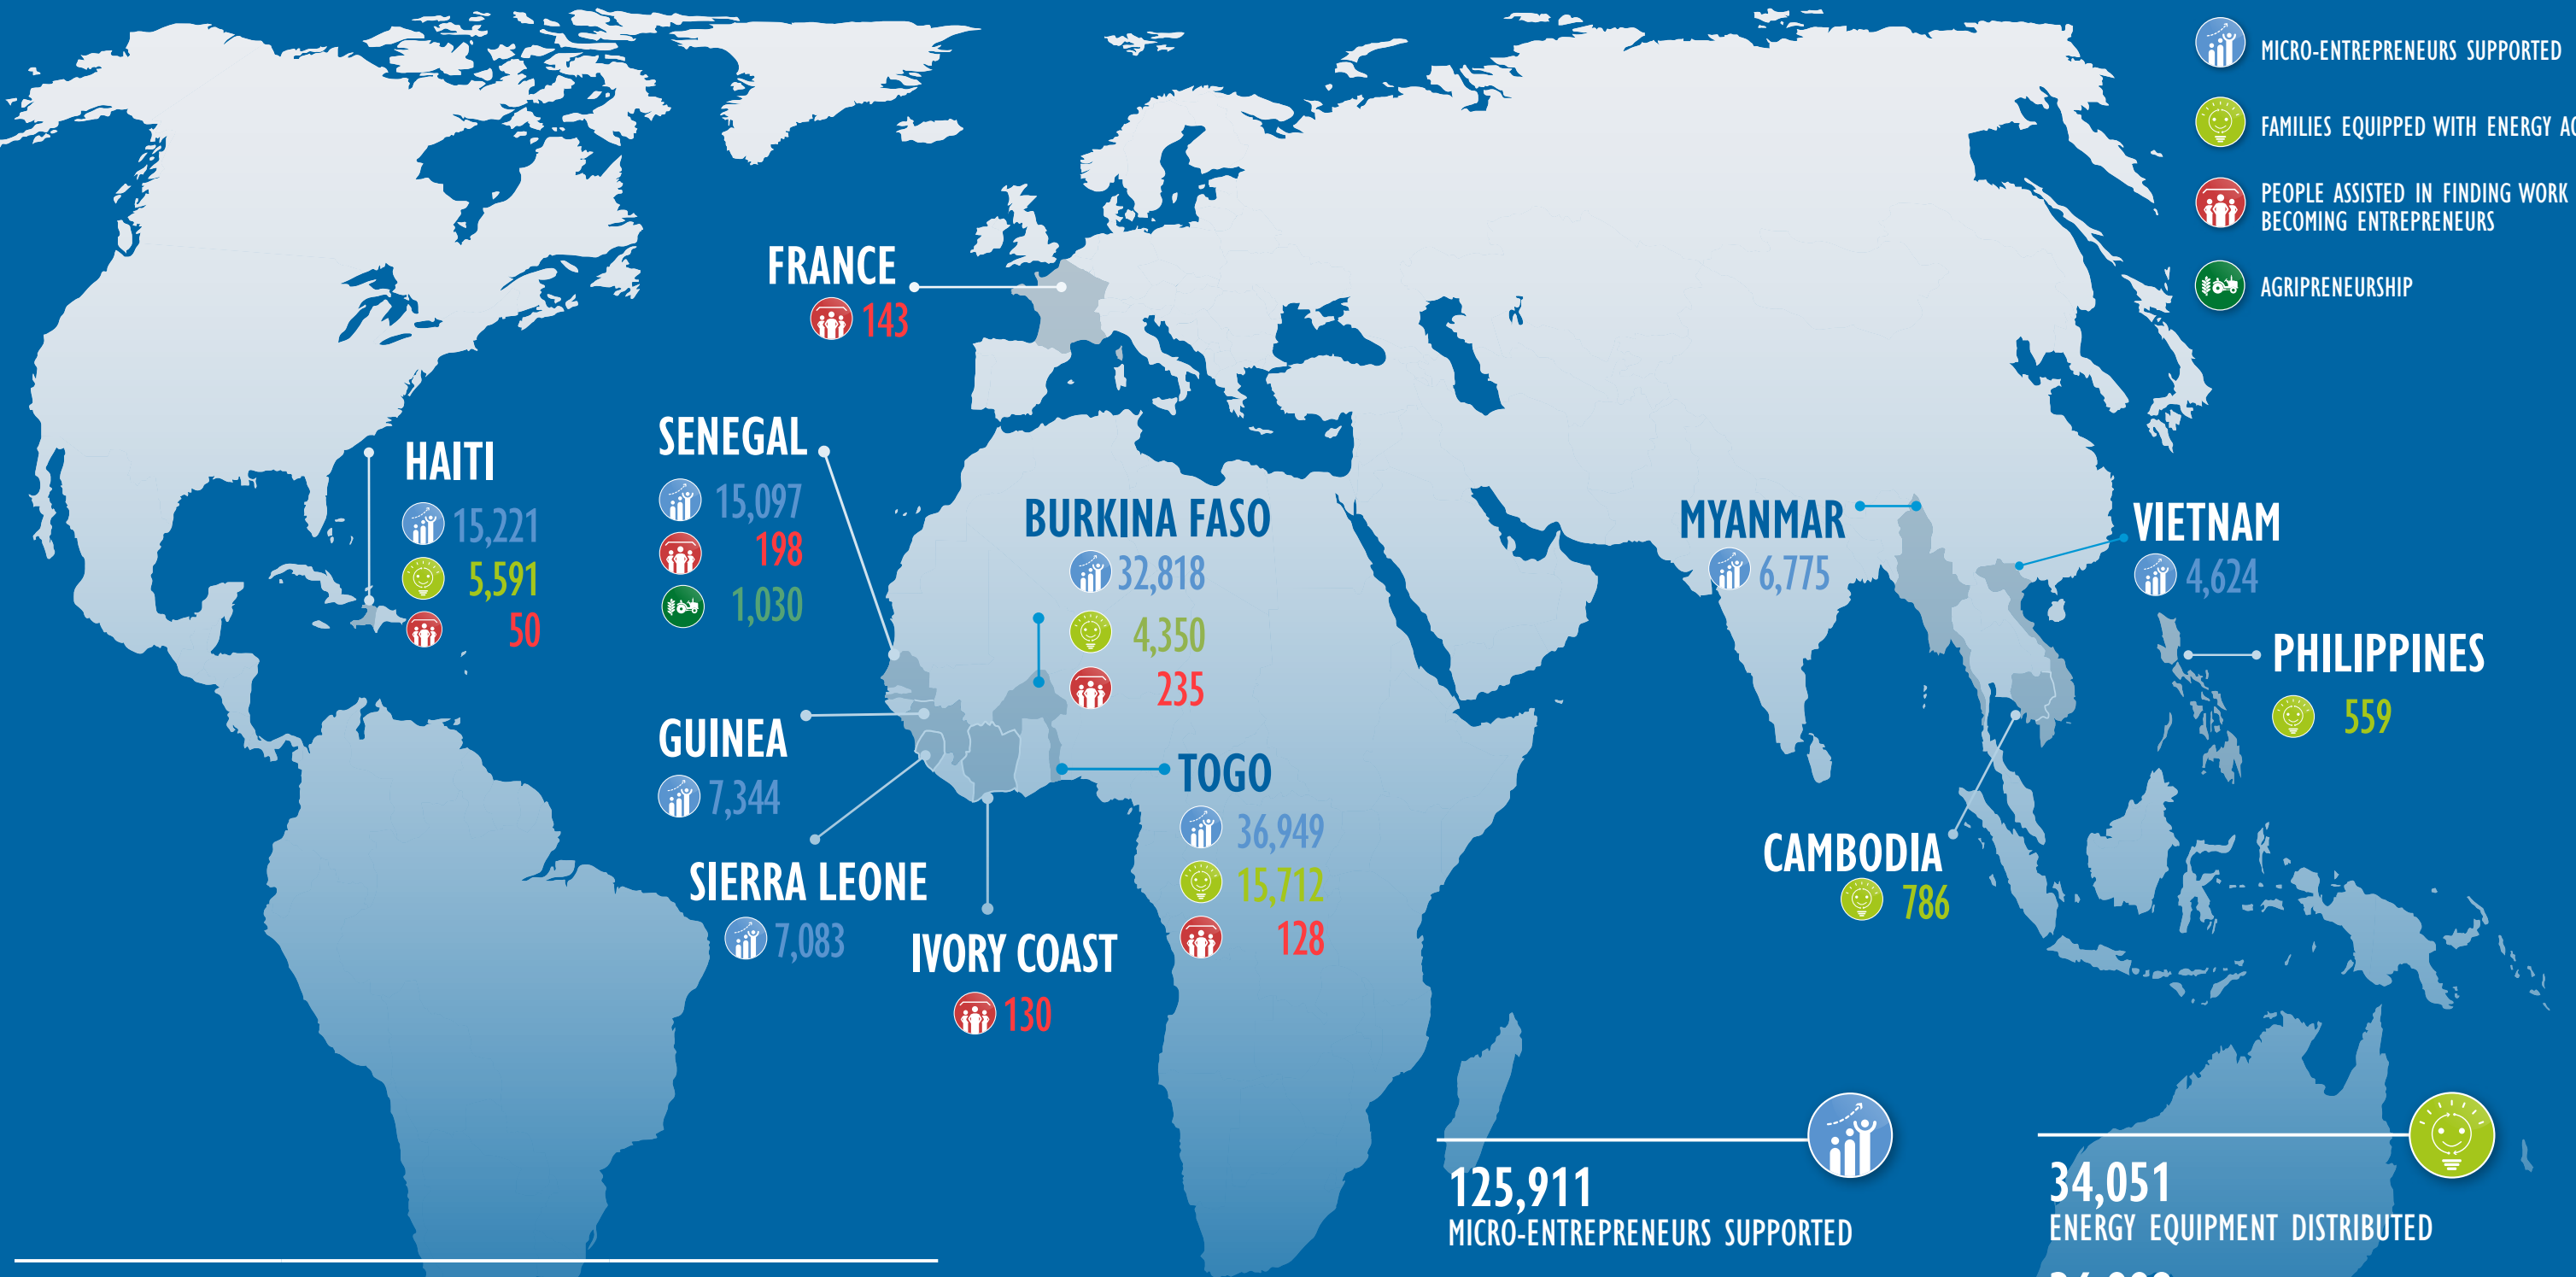 MICRO-ENTREPRENEURS SUPPORTED
FAMILIES EQUIPPED WITH ENERGY
PEOPLE ASSISTED IN FINDING WORK
BECOMING ENTREPRENEURS
AGRIPRENEURSHIP
FRANCE
143
HAITI
15,221
5,591
50
SENEGAL
15,097
198
1,030
BURKINA FASO
32,818
4,350
235
MYANMAR
6,775
VIETNAM
4,624
PHILIPPINES
559
GUINEA
7,344
TOGO
36,949
15,712
128
SIERRA LEONE
7,083
IVORY COAST
130
CAMBODIA
786
125,911
MICRO-ENTREPRENEURS SUPPORTED
34,051
ENERGY EQUIPMENT DISTRIBUTED